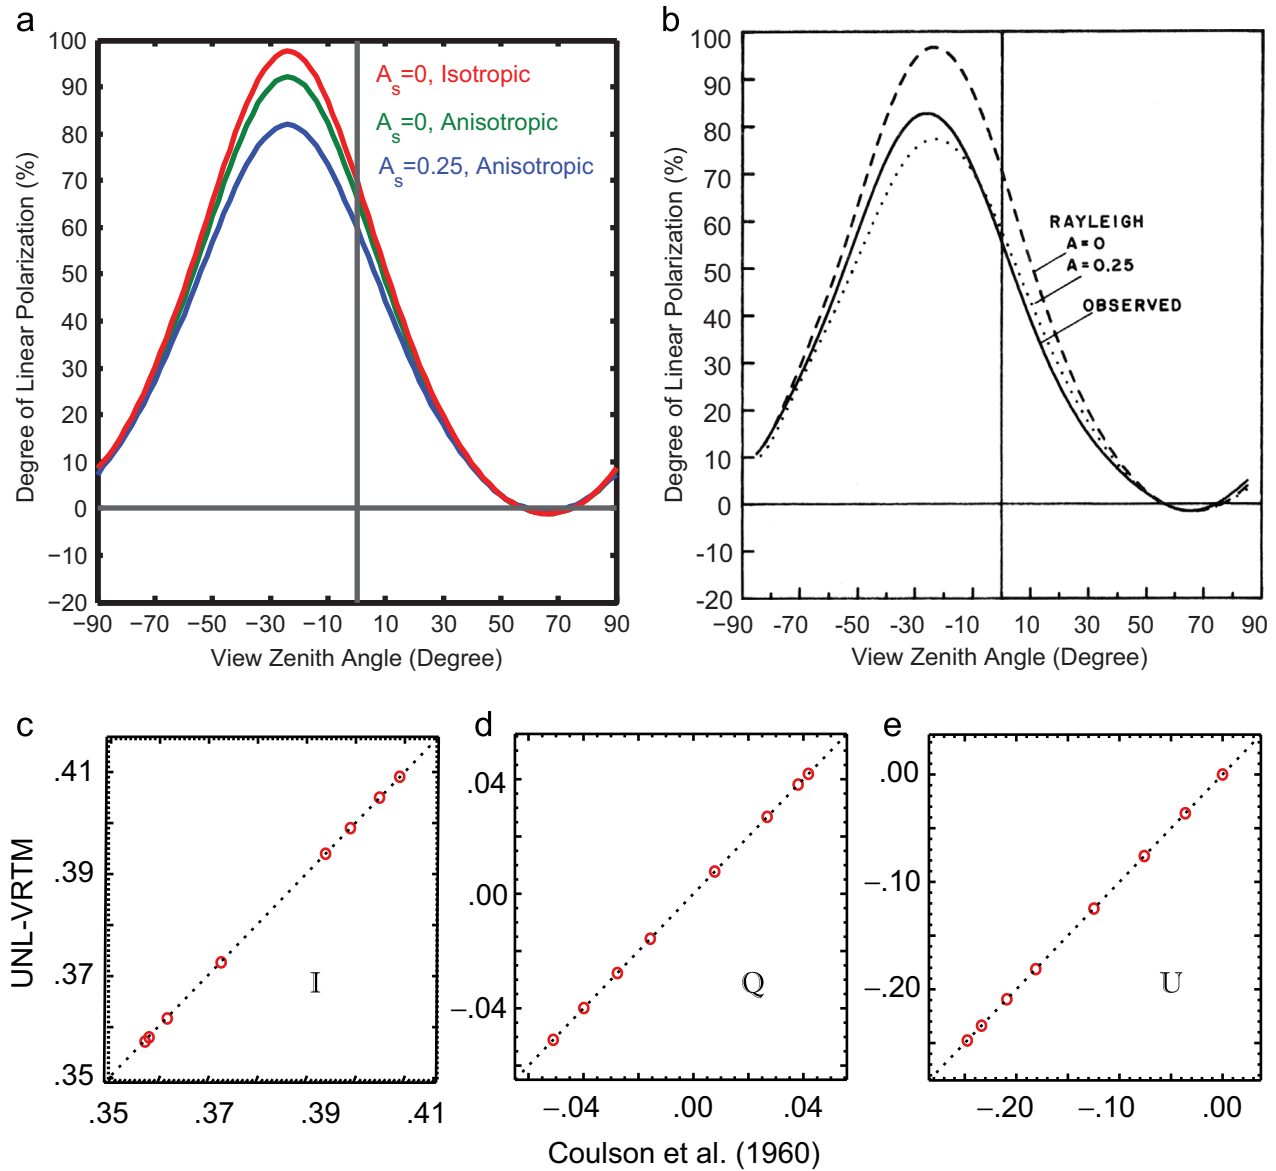 a
100
90
80
70
60
50
40
30
20
10
0
−10
−20
−90 −70 −50 −30 −10 10 30 50 70 90
View Zenith Angle (Degree)
Degree of Linear Polarization (%)
As=0, Isotropic
As=0, Anisotropic
As=0.25, Anisotropic
b
100
90
80
70
60
50
40
30
20
10
0
-10
-20
−90 -70 -50 -30 -10 10 30 50 70 90
View Zenith Angle (Degree)
Degree of Linear Polarization (%)
RAYLEIGH
A=0
A=0.25
OBSERVED
c
.41
.39
.37
.35
.35 .37 .39 .41
I
UNL-VRTM
d
.04
.00
−.04
−.04 .00 .04
Q
e
.00
−.10
−.20
−.20 −.10 .00
U
Coulson et al. (1960)